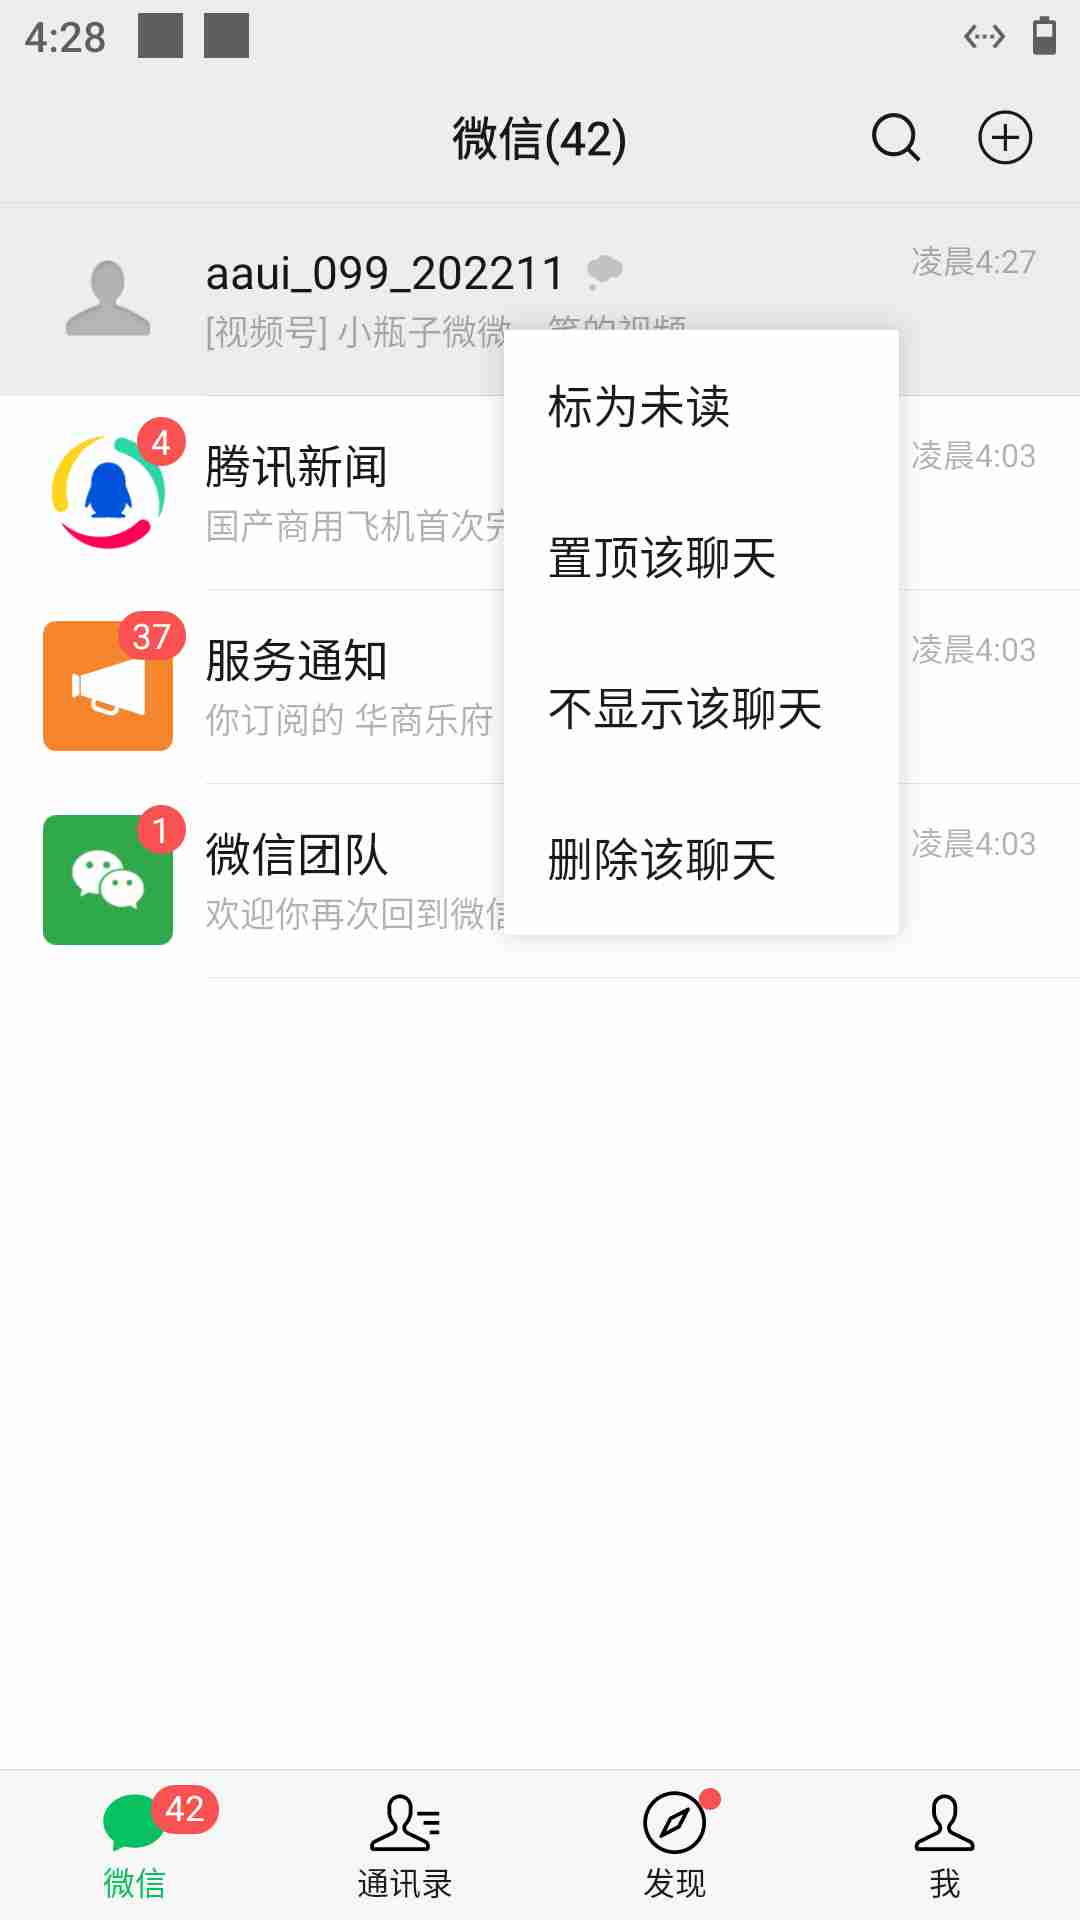 4:28
微信(42)
aaui_099_202211
凌晨4:27
[视频号] 小瓶子微微
标为未读
4
腾讯新闻
凌晨4:03
国产商用飞机首次
置顶该聊天
37
服务通知
凌晨4:03
你订阅的 华商乐府
不显示该聊天
1
微信团队
凌晨4:03
欢迎你再次回到微信
删除该聊天
42
微信
通讯录
发现
我